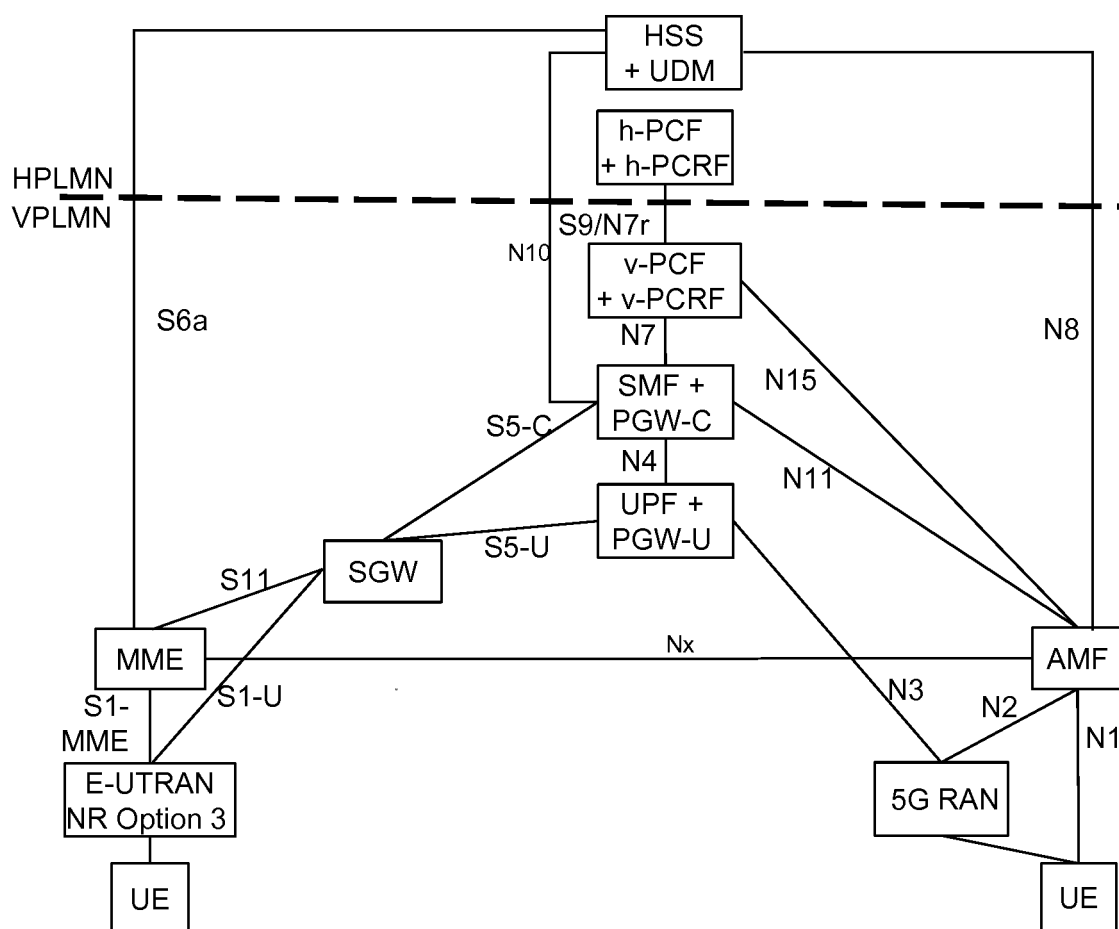 HSS
+ UDM
h-PCF
+ h-PCRF
HPLMN
VPLMN
S9/N7r
N10
v-PCF
+ v-PCRF
S6a
N7
N8
N15
SMF +
PGW-C
S5-C
N4
N11
UPF +
PGW-U
S5-U
SGW
S11
MME
Nx
AMF
S1-U
S1-
MME
N3
N2
N1
E-UTRAN
NR Option 3
5G RAN
UE
UE